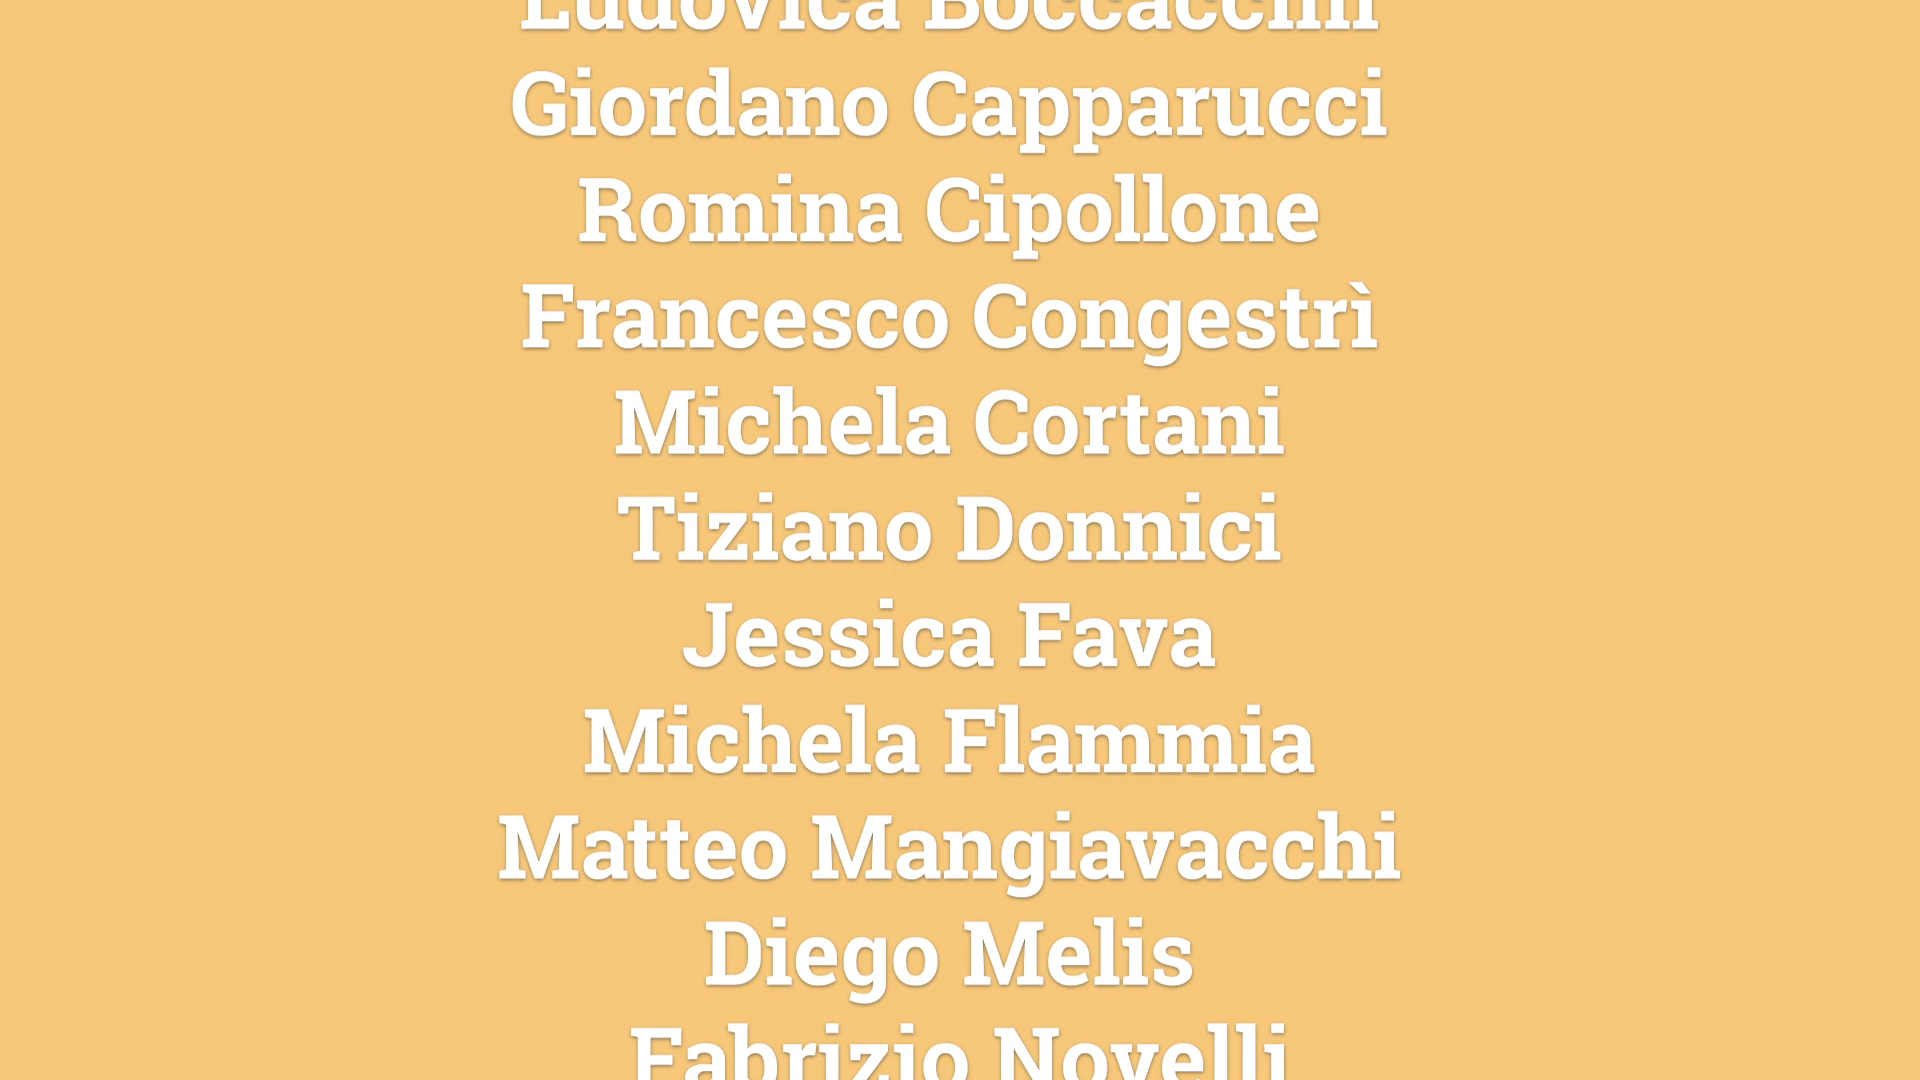 Ludovica Boccaccini
Giordano Capparucci
Romina Cipollone
Francesco Congestrì
Michela Cortani
Tiziano Donnici
Jessica Fava
Michela Flammia
Matteo Mangiavacchi
Diego Melis
Fabrizio Novelli